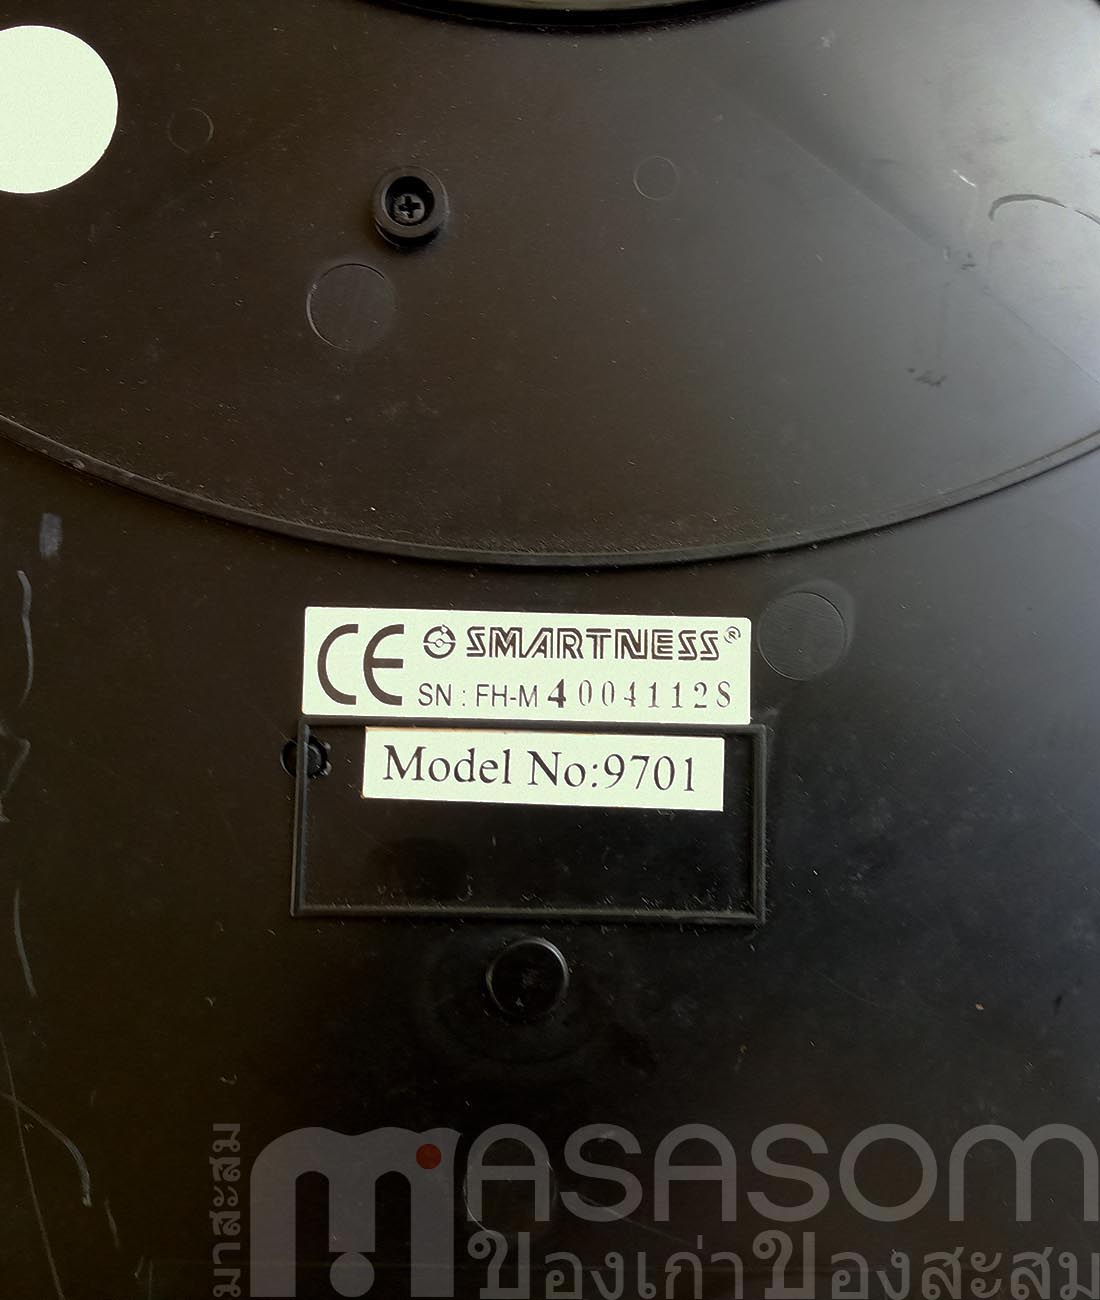 CE SMARTNESS®
SN : FH-M 40041128
Model No:9701
มาสะสม
mASASOM
ของเก่าของสะสม